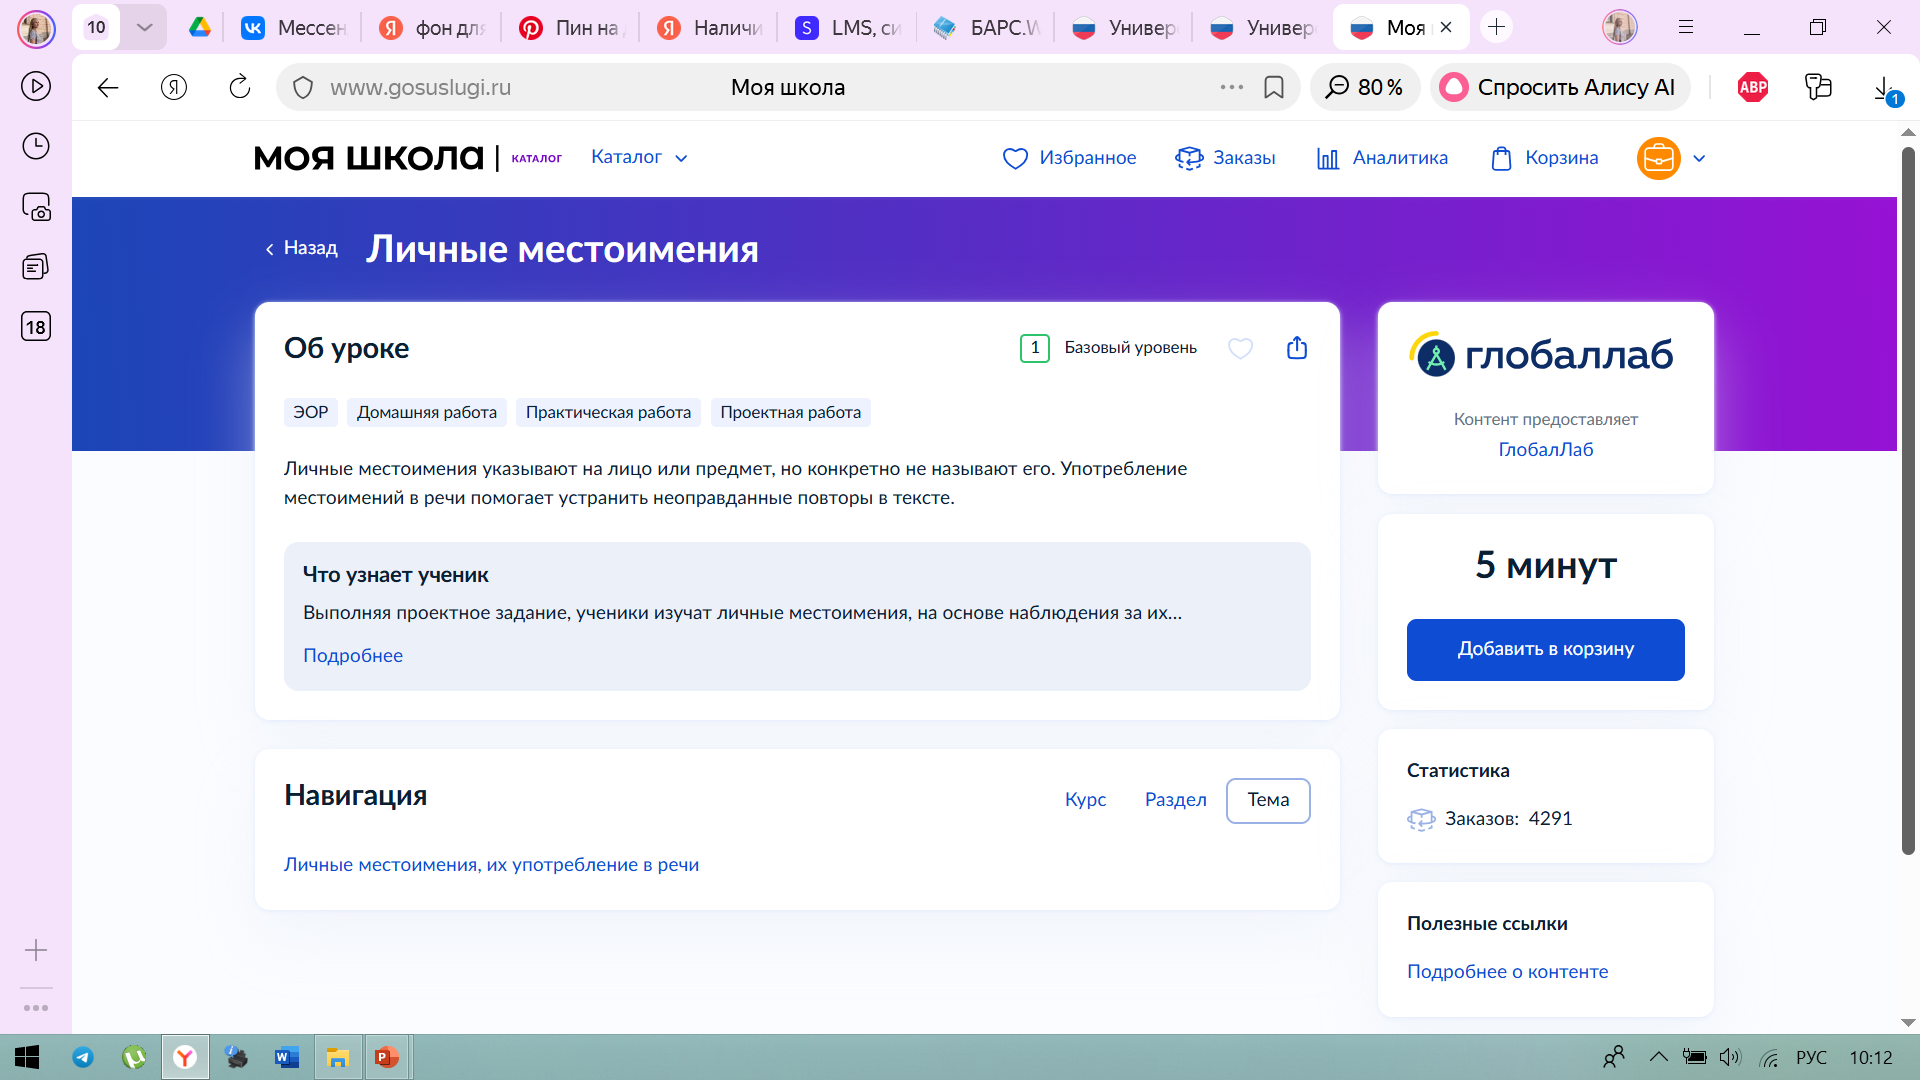 10
Мессен
фон для
Пин на
Наличи
LMS, си
БАРС.W
Универ
Универ
Моя
www.gosuslugi.ru
Моя школа
80 %
Спросить Алису AI
ABP
1
МОЯ ШКОЛА | КАТАЛОГ
Каталог
Избранное
Заказы
Аналитика
Корзина
18
Назад
Личные местоимения
Об уроке
1 Базовый уровень
ЭОР Домашняя работа Практическая работа Проектная работа
Личные местоимения указывают на лицо или предмет, но конкретно не называют его. Употребление
местоимений в речи помогает устранить неоправданные повторы в тексте.
Что узнает ученик
Выполняя проектное задание, ученики изучат личные местоимения, на основе наблюдения за их...
Подробнее
Навигация
Курс Раздел Тема
Личные местоимения, их употребление в речи
глобаллаб
Контент предоставляет
ГлобалЛаб
5 минут
Добавить в корзину
Статистика
Заказов: 4291
Полезные ссылки
Подробнее о контенте
РУС
10:12